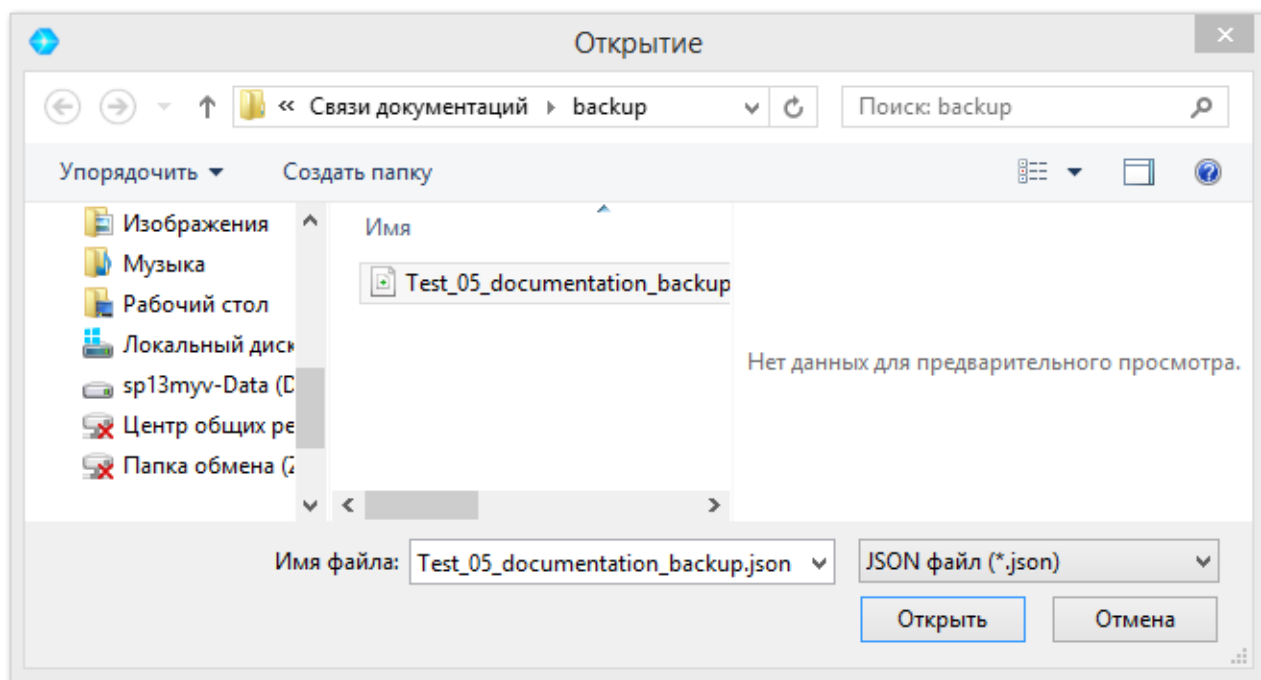 Открытие
« Связи документаций backup
Поиск: backup
Упорядочить
Создать папку
Изображения
Музыка
Рабочий стол
Локальный диск
sp13myv-Data (D
Центр общих ре
Папка обмена (Z
Имя
Test_05_documentation_backup
Нет данных для предварительного просмотра.
Имя файла: Test_05_documentation_backup.json
JSON файл (*.json)
Открыть
Отмена